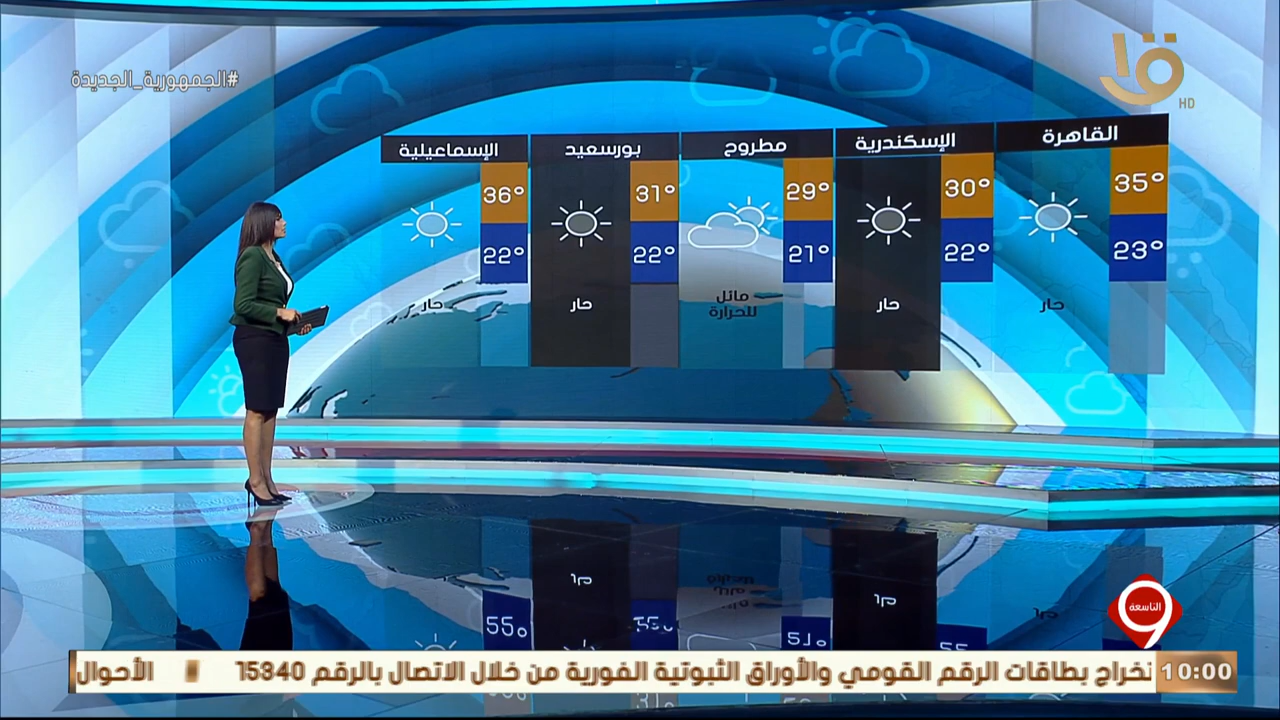 #الجمهورية_الجديدة
HD
القاهرة
35°
23°
حار
الإسكندرية
30°
22°
حار
مطروح
29°
21°
مائل
للحرارة
بورسعيد
31°
22°
حار
الإسماعيلية
36°
22°
حار
التاسعة
9
10:00
بطاقات الرقم القومي والأوراق الثبوتية الفورية من خلال الاتصال بالرقم 15340 الأحوال